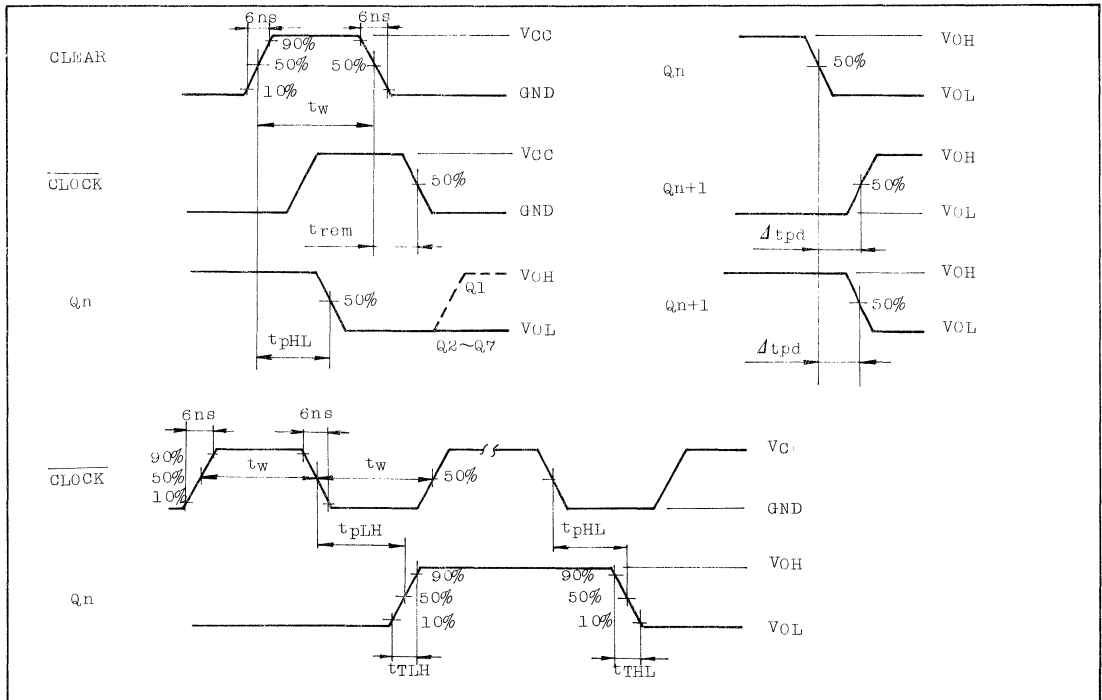 6ns 6ns
VCC
90%
CLEAR 50% 50%
10%
GND
tw
VCC
CLOCK 50%
GND
trem
VOH
Q1
Qn 50%
VOL
tpHL Q2~Q7
VOH
Qn 50%
VOL
VOH
Qn+1 50%
VOL
Δtpd
VOH
Qn+1 50%
VOL
Δtpd
6ns 6ns
90% VC
CLOCK 50% tw tw 50%
10%
GND
tpLH tpHL
VOH
90% 90%
Qn 50% 50%
10% 10%
VOL
tTLH tTHL